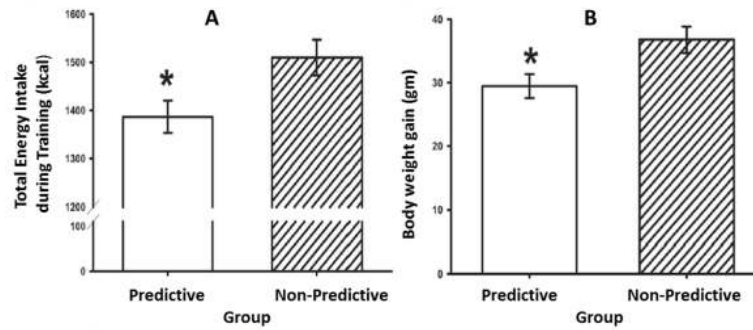 A
Total Energy Intake
during Training (kcal)
1600
1500
1400
1300
1200
100
0
*
Predictive
Non-Predictive
Group
B
Body weight gain (gm)
40
30
20
10
0
*
Predictive
Non-Predictive
Group